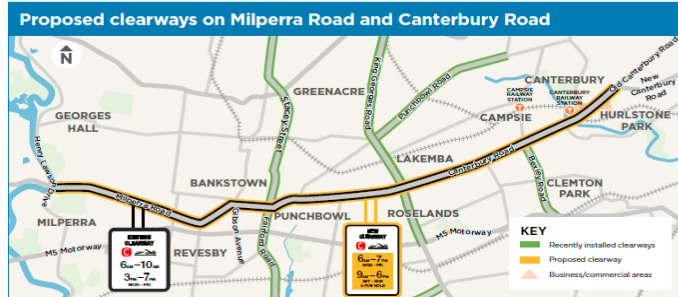 Proposed clearways on Milperra Road and Canterbury Road
N
GEORGES
HALL
Henry Lawson
Drive
MILPERRA
Milperra Road
M5 Motorway
EXISTING
CLEARWAY
C
6AM–10AM
3PM–7PM
MON – FRI
REVESBY
BANKSTOWN
Gibson Avenue
Stacey Street
Fairford Road
GREENACRE
PUNCHBOWL
King Georges Road
Punchbowl Road
NEW
CLEARWAY
C
6AM–7PM
MON – FRI
9AM–6PM
SAT – SUN
& PUB HOLS
ROSELANDS
M5 Motorway
LAKEMBA
Canterbury Road
CAMPSIE
RAILWAY
STATION
T
CAMPSIE
CANTERBURY
CANTERBURY
RAILWAY
STATION
T
Old Canterbury Road
New
Canterbury
Road
HURLSTONE
PARK
Bexley Road
CLEMTON
PARK
KEY
Recently installed clearways
Proposed clearway
Business/commercial areas